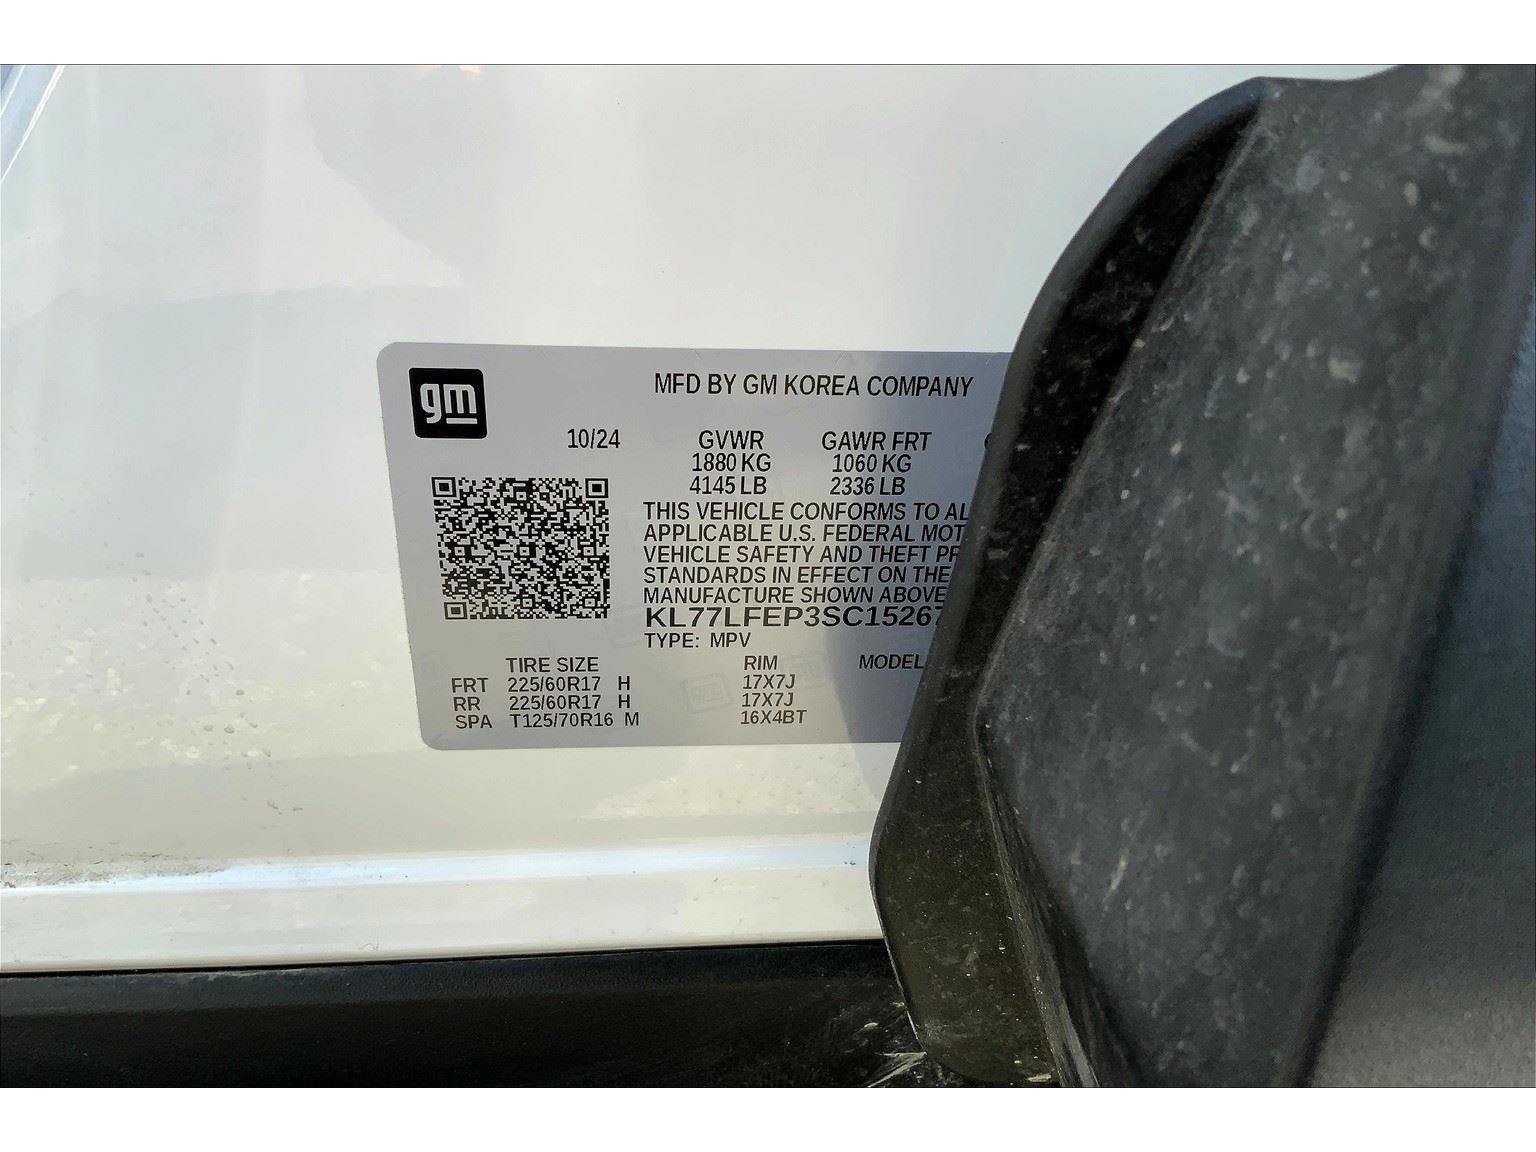 gm
MFD BY GM KOREA COMPANY
10/24 GVWR GAWR FRT
1880 KG 1060 KG
4145 LB 2336 LB
THIS VEHICLE CONFORMS TO AL
APPLICABLE U.S. FEDERAL MOT
VEHICLE SAFETY AND THEFT PR
STANDARDS IN EFFECT ON THE
MANUFACTURE SHOWN ABOVE
KL77LFEP3SC15267
TYPE: MPV
TIRE SIZE RIM MODEL
FRT 225/60R17 H 17X7J
RR 225/60R17 H 17X7J
SPA T125/70R16 M 16X4BT